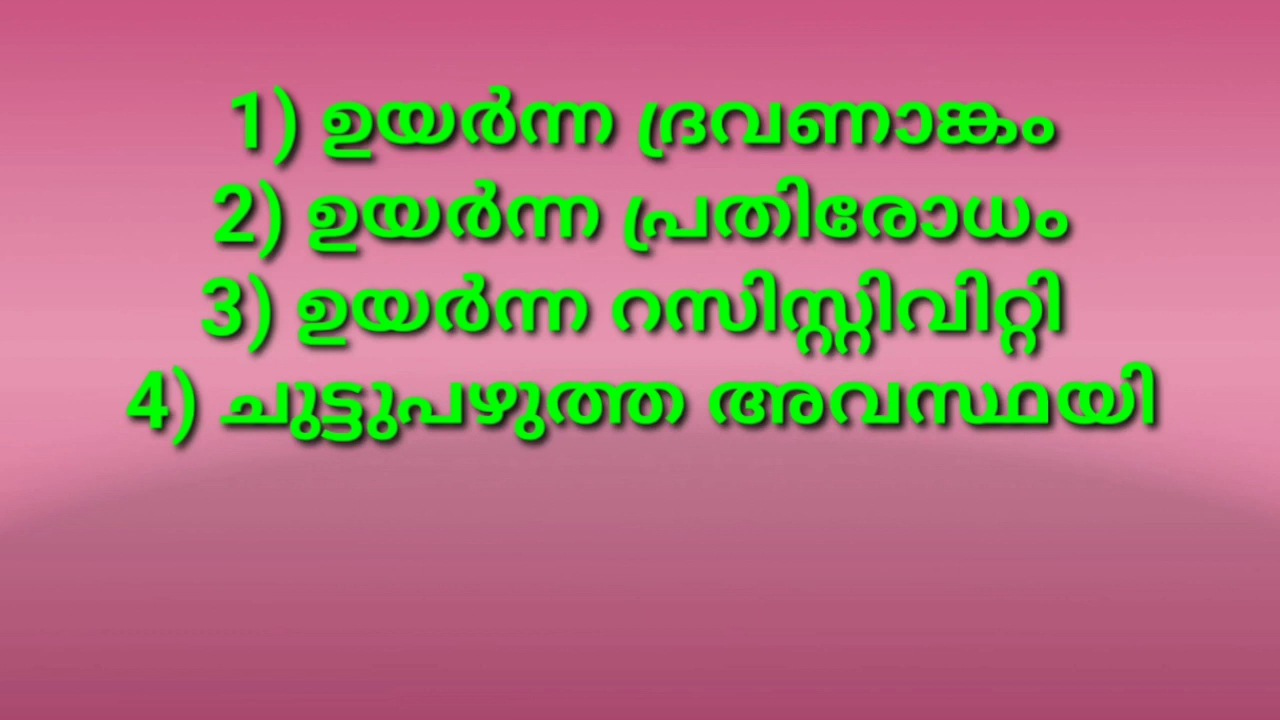 1) ഉയർന്ന ദ്രവണാങ്കം
2) ഉയർന്ന പ്രതിരോധം
3) ഉയർന്ന റസിസ്റ്റിവിറ്റി
4) ചുട്ടുപഴുത്ത അവസ്ഥയി